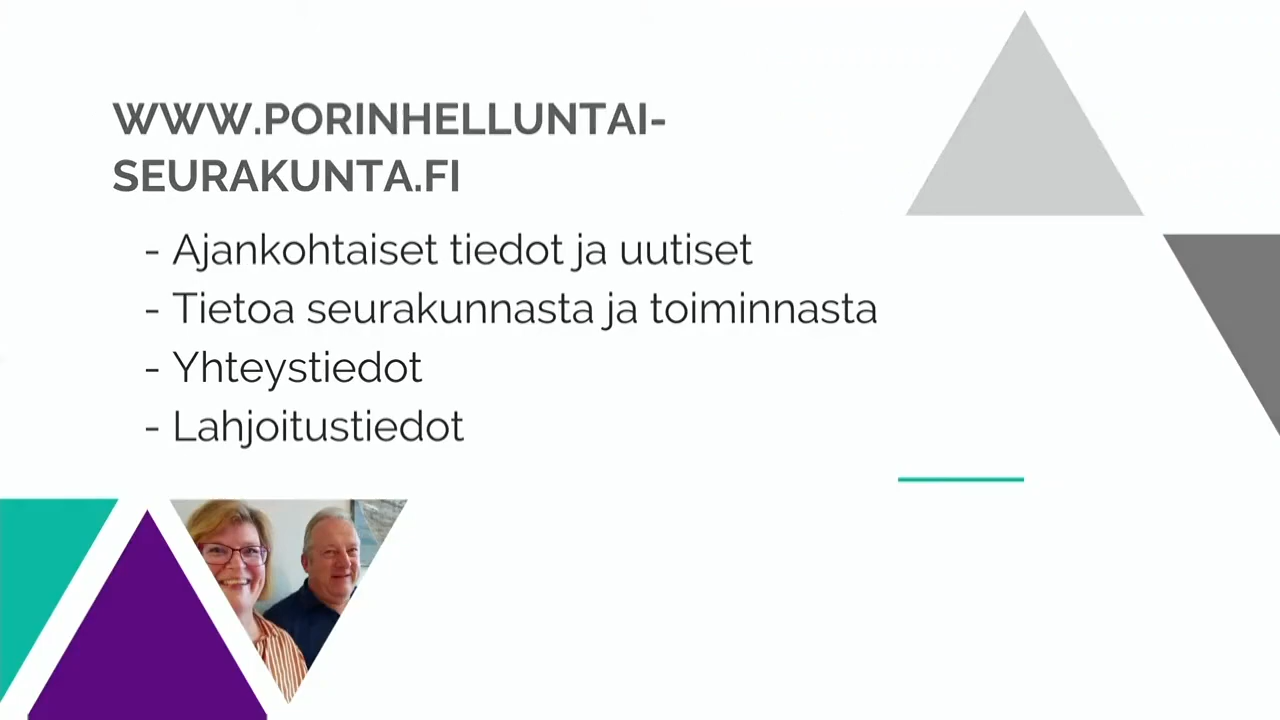 WWW.PORINHELLUNTAI-
SEURAKUNTA.FI
- Ajankohtaiset tiedot ja uutiset
- Tietoa seurakunnasta ja toiminnasta
- Yhteystiedot
- Lahjoitustiedot